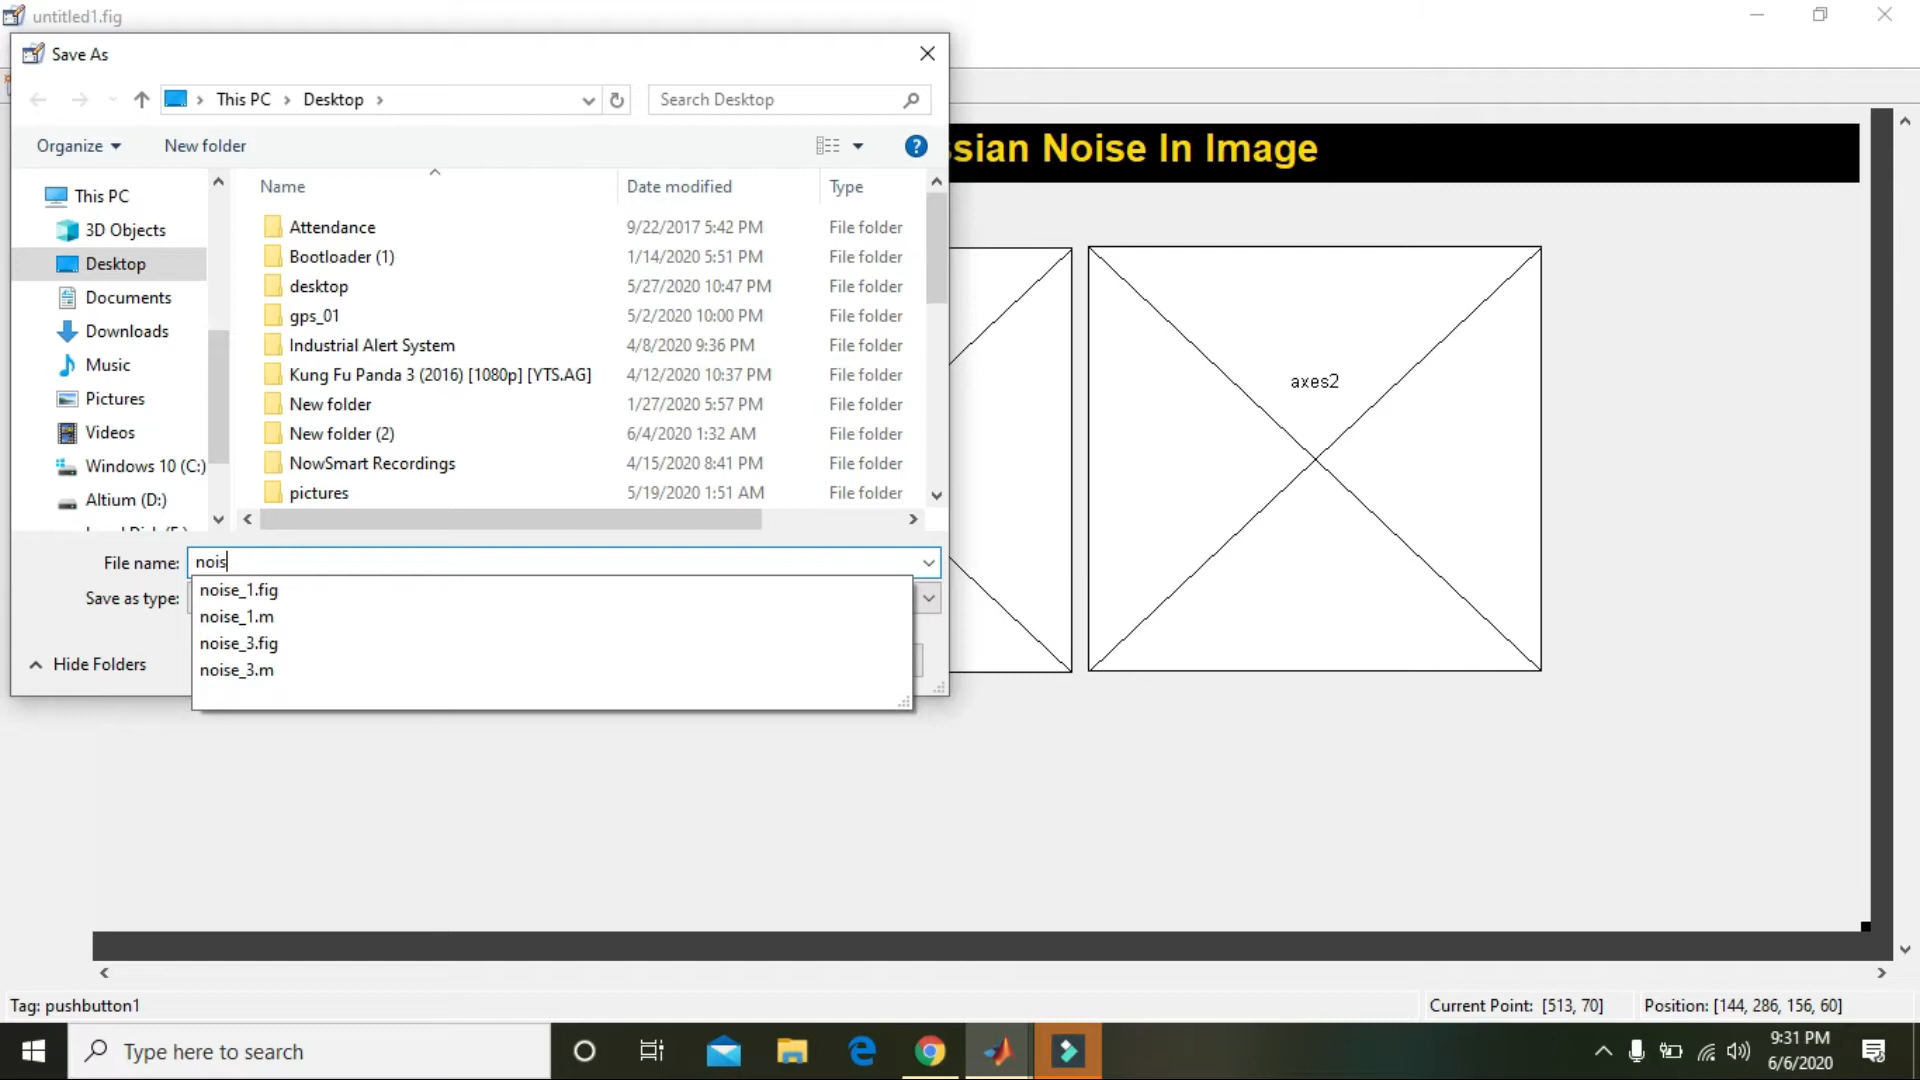 untitled1.fig
Save As
This PC
Desktop
Search Desktop
Organize
New folder
Name
Date modified
Type
This PC
3D Objects
Desktop
Documents
Downloads
Music
Pictures
Videos
Windows 10 (C:)
Altium (D:)
Attendance 9/22/2017 5:42 PM File folder
Bootloader (1) 1/14/2020 5:51 PM File folder
desktop 5/27/2020 10:47 PM File folder
gps_01 5/2/2020 10:00 PM File folder
Industrial Alert System 4/8/2020 9:36 PM File folder
Kung Fu Panda 3 (2016) [1080p] [YTS.AG] 4/12/2020 10:37 PM File folder
New folder 1/27/2020 5:57 PM File folder
New folder (2) 6/4/2020 1:32 AM File folder
NowSmart Recordings 4/15/2020 8:41 PM File folder
pictures 5/19/2020 1:51 AM File folder
File name: nois
Save as type:
noise_1.fig
noise_1.m
noise_3.fig
noise_3.m
Hide Folders
ssian Noise In Image
axes2
Tag: pushbutton1
Current Point: [513, 70]
Position: [144, 286, 156, 60]
Type here to search
9:31 PM
6/6/2020